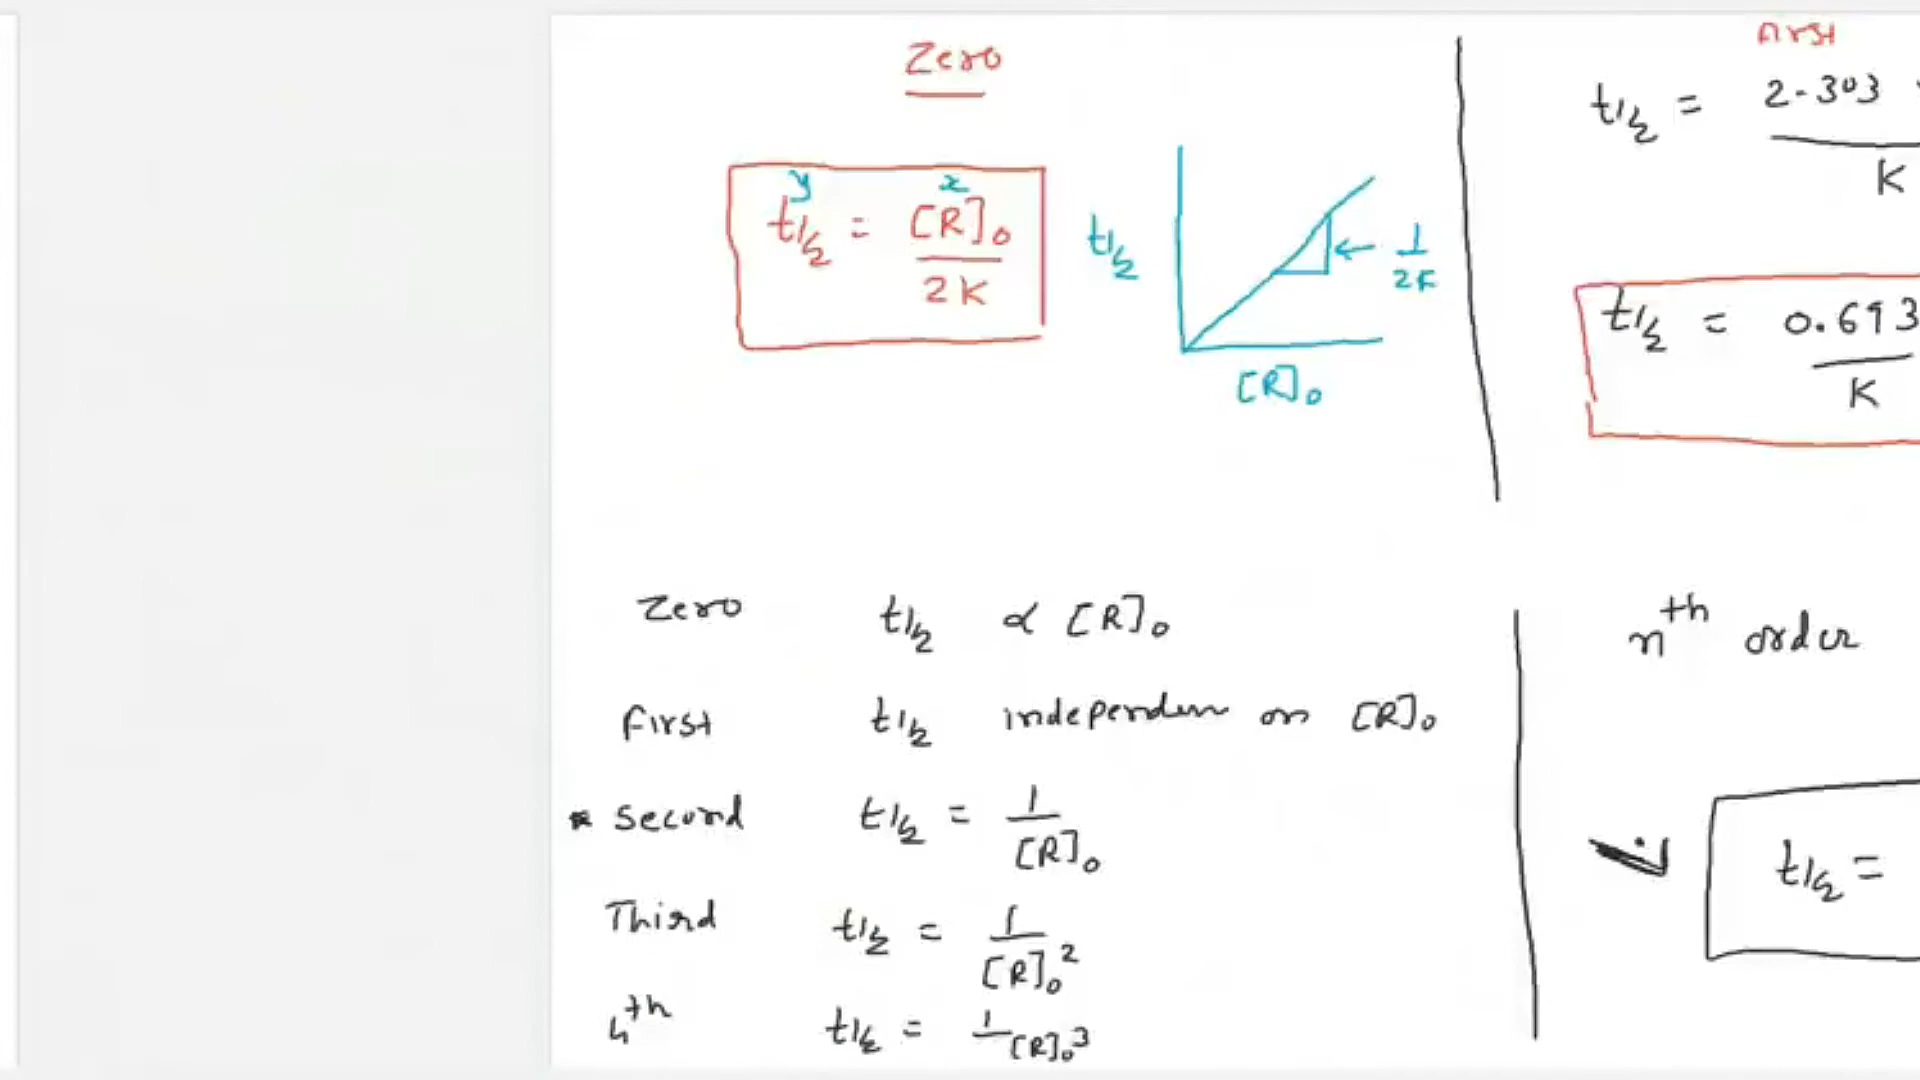 Zero
y x
t1/2 = [R]₀ / 2K
t1/2
1/2K
[R]₀
first
t1/2 = 2.303 / K
t1/2 = 0.693 / K
Zero t1/2 ∝ [R]₀
First t1/2 independen on [R]₀
* Second t1/2 = 1/[R]₀
Third t1/2 = 1/[R]₀²
4th t1/2 = 1/[R]₀³
nth order
t1/2 =